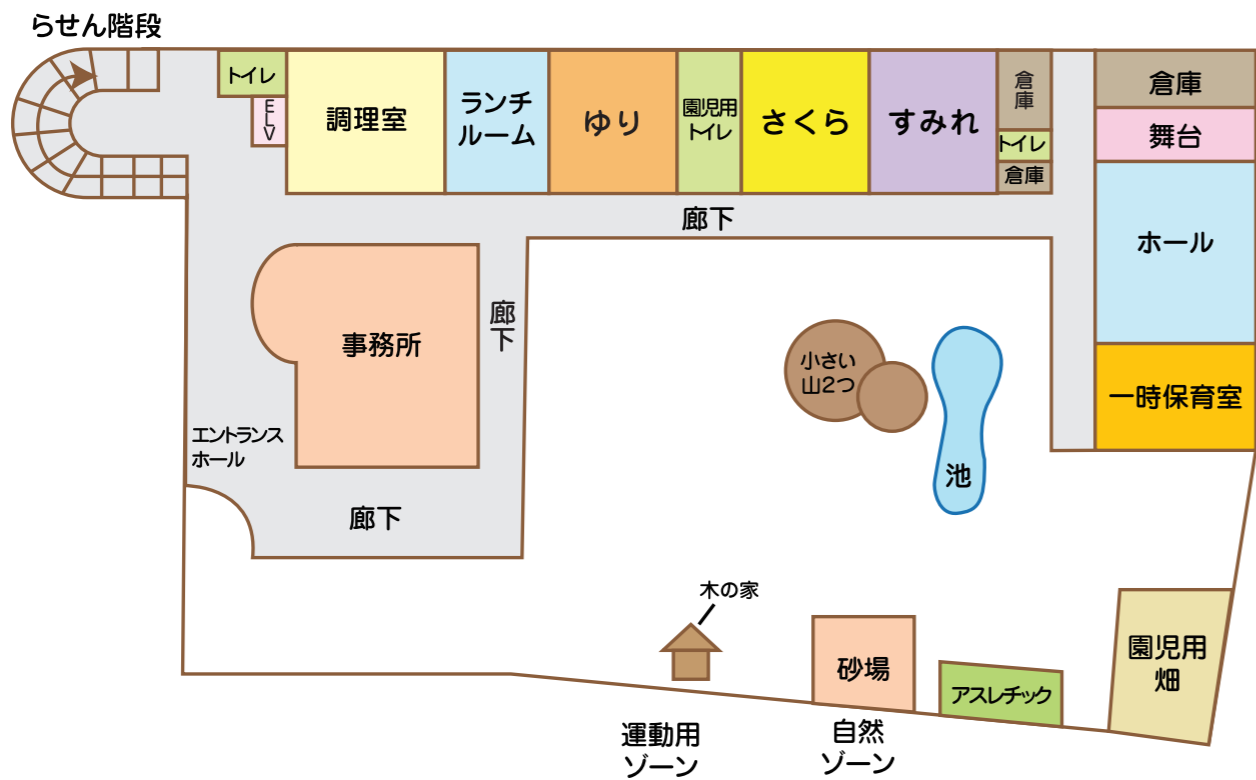 らせん階段
トイレ
ELV
調理室
ランチ
ルーム
ゆり
園児用
トイレ
さくら
すみれ
倉庫
トイレ
倉庫
倉庫
舞台
ホール
一時保育室
廊下
廊下
事務所
エントランス
ホール
廊下
小さい
山2つ
池
木の家
砂場
アスレチック
園児用
畑
運動用
ゾーン
自然
ゾーン